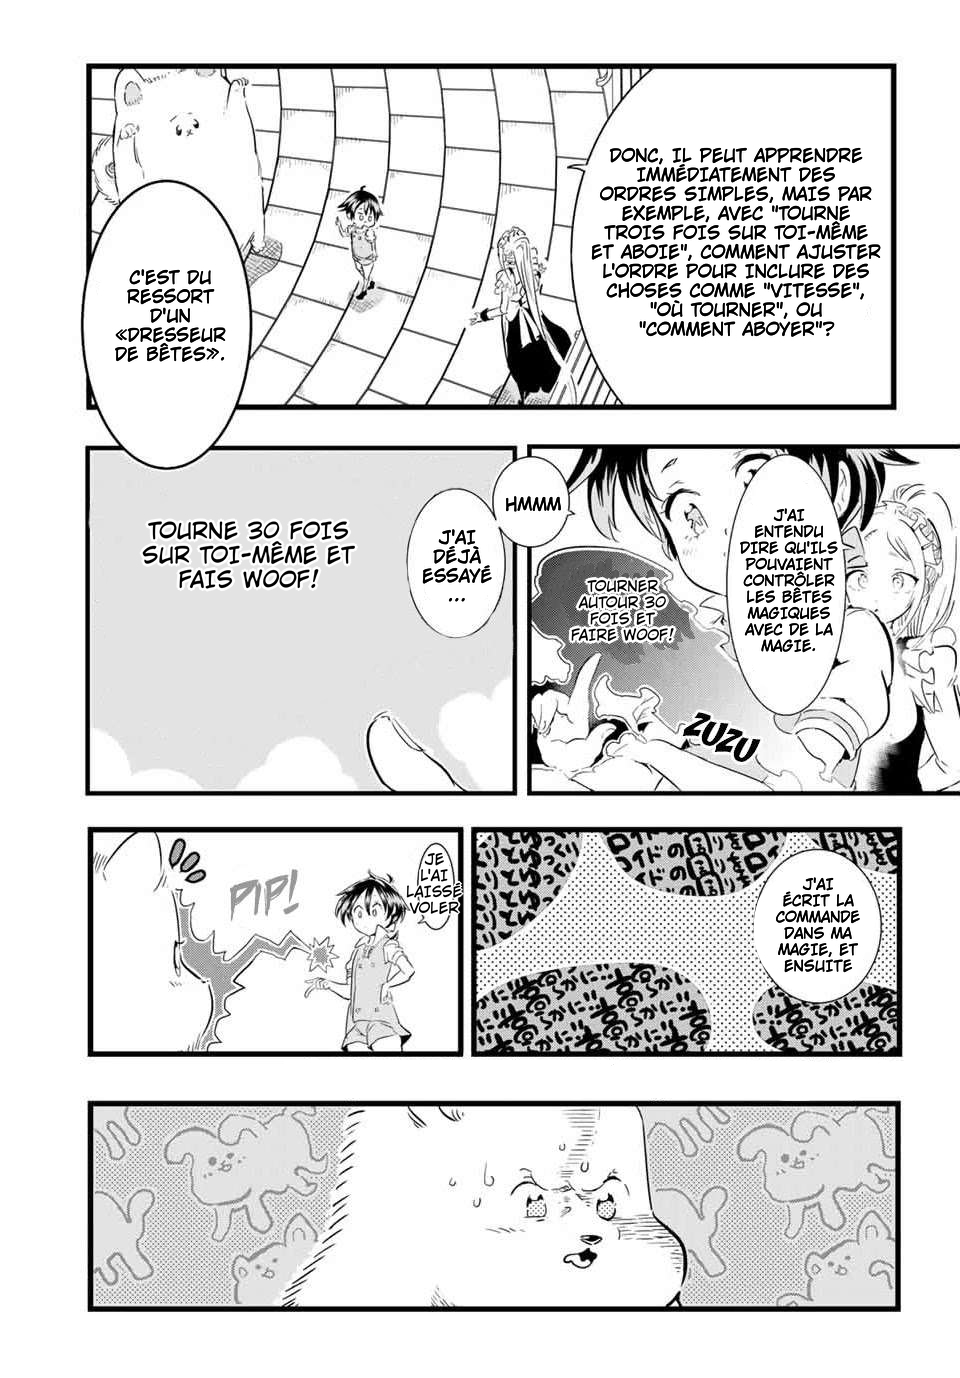 DONC, IL PEUT APPRENDRE
IMMÉDIATEMENT DES
ORDRES SIMPLES, MAIS PAR
EXEMPLE, AVEC "TOURNE
TROIS FOIS SUR TOI-MÊME
ET ABOIE", COMMENT AJUSTER
L'ORDRE POUR INCLURE DES
CHOSES COMME "VITESSE",
"OÙ TOURNER", OU
"COMMENT ABOYER"?
C'EST DU
RESSORT
D'UN
«DRESSEUR
DE BÊTES».
J'AI
ENTENDU
DIRE QU'ILS
POUVAIENT
CONTRÔLER
LES BÊTES
MAGIQUES
AVEC DE LA
MAGIE.
TOURNER
AUTOUR 30
FOIS ET
FAIRE WOOF!
ZUZU
HMMM
J'AI
DÉJÀ
ESSAYÉ
...
TOURNE 30 FOIS
SUR TOI-MÊME ET
FAIS WOOF!
J'AI
ÉCRIT LA
COMMANDE
DANS MA
MAGIE, ET
ENSUITE
JE
L'AI
LAISSÉ
VOLER
PIP!